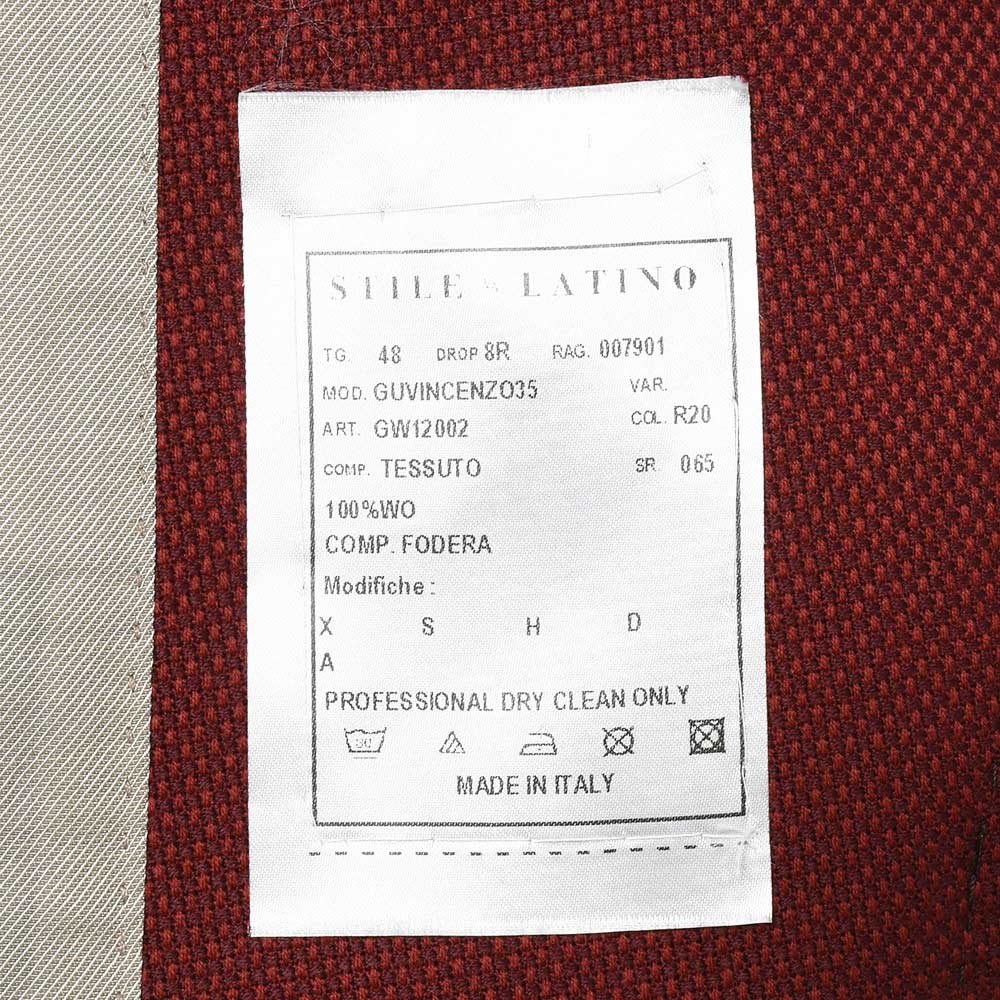 STILE LATINO
TG. 48 DROP 8R RAG. 007901
MOD. GUVINCENZO35 VAR.
ART. GW12002 COL. R20
COMP. TESSUTO SR. 065
100%WO
COMP. FODERA
Modifiche :
X S H D
A
PROFESSIONAL DRY CLEAN ONLY
MADE IN ITALY